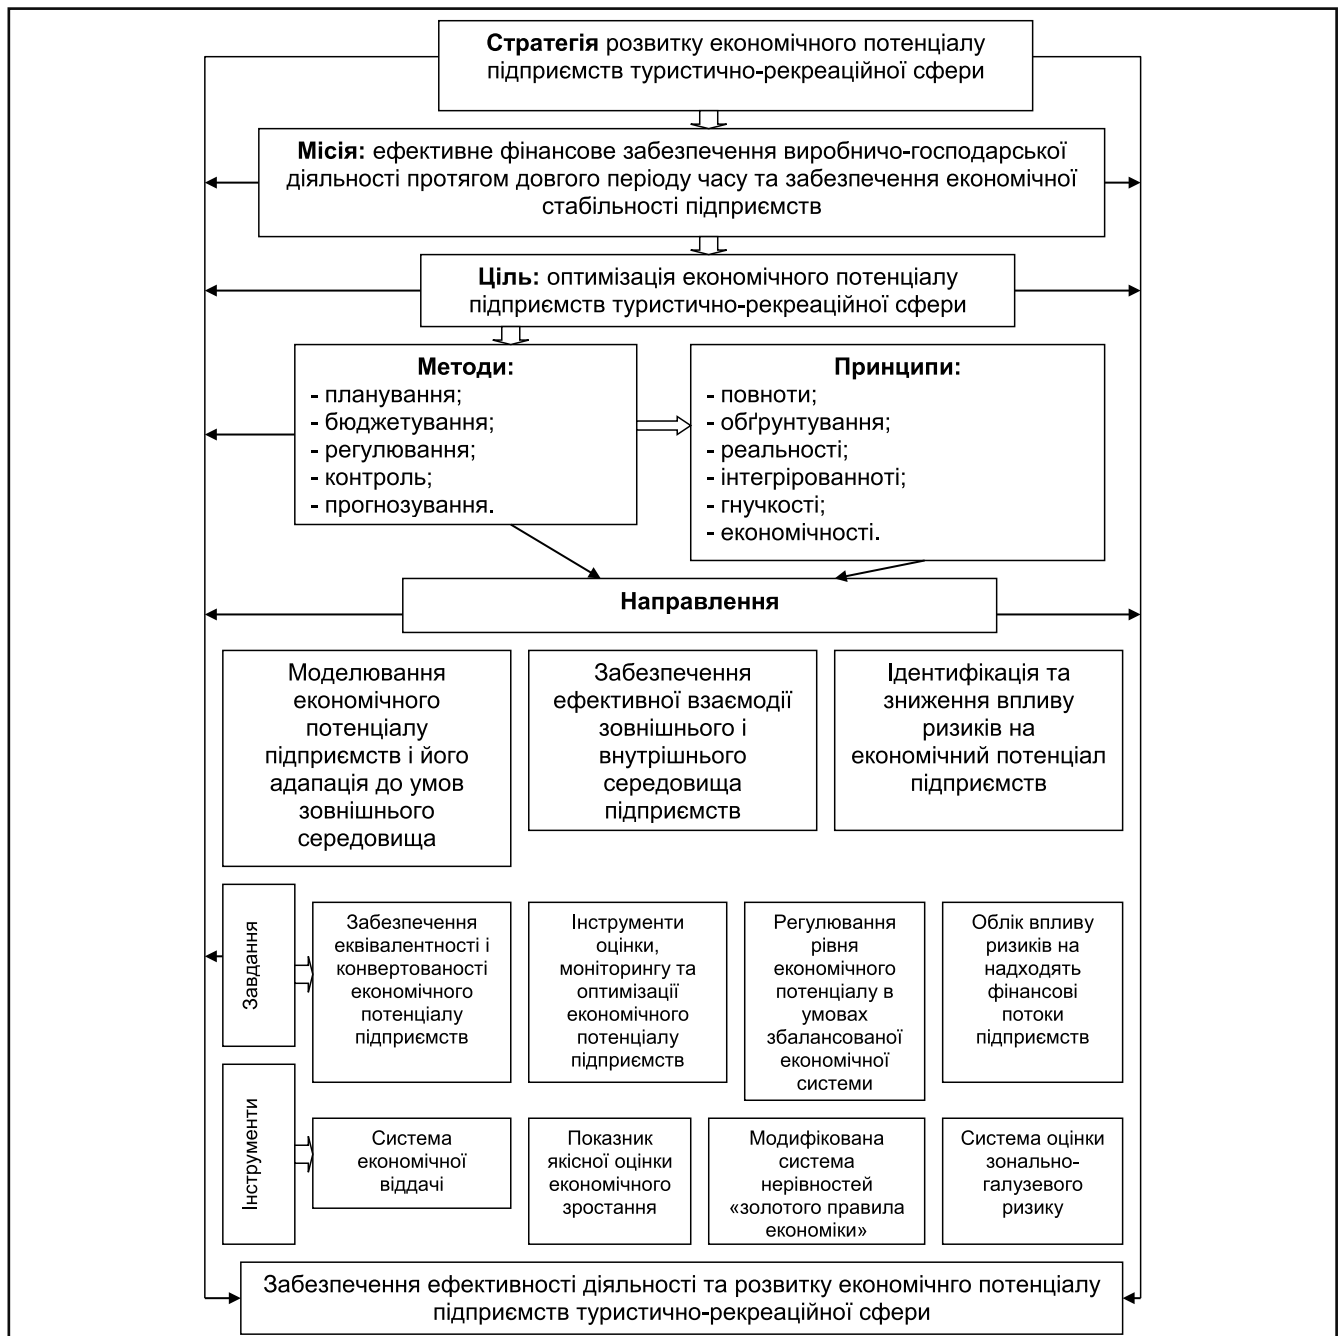 Стратегія розвитку економічного потенціалу
підприємств туристично-рекреаційної сфери
Місія: ефективне фінансове забезпечення виробничо-господарської
діяльності протягом довгого періоду часу та забезпечення економічної
стабільності підприємств
Ціль: оптимізація економічного потенціалу
підприємств туристично-рекреаційної сфери
Методи:
- планування;
- бюджетування;
- регулювання;
- контроль;
- прогнозування.
Принципи:
- повноти;
- обґрунтування;
- реальності;
- інтегрірованноті;
- гнучкості;
- економічності.
Направлення
Моделювання
економічного
потенціалу
підприємств і його
адапація до умов
зовнішнього
середовища
Забезпечення
ефективної взаємодії
зовнішнього і
внутрішнього
середовища
підприємств
Ідентифікація та
зниження впливу
ризиків на
економічний потенціал
підприємств
Завдання
Забезпечення
еквівалентності і
конвертованості
економічного
потенціалу
підприємств
Інструменти
оцінки,
моніторингу та
оптимізації
економічного
потенціалу
підприємств
Регулювання
рівня
економічного
потенціалу в
умовах
збалансованої
економічної
системи
Облік впливу
ризиків на
надходять
фінансові
потоки
підприємств
Інструменти
Система
економічної
віддачі
Показник
якісної оцінки
економічного
зростання
Модифікована
система
нерівностей
«золотого правила
економіки»
Система оцінки
зонально-
галузевого
ризику
Забезпечення ефективності діяльності та розвитку економічнго потенціалу
підприємств туристично-рекреаційної сфери